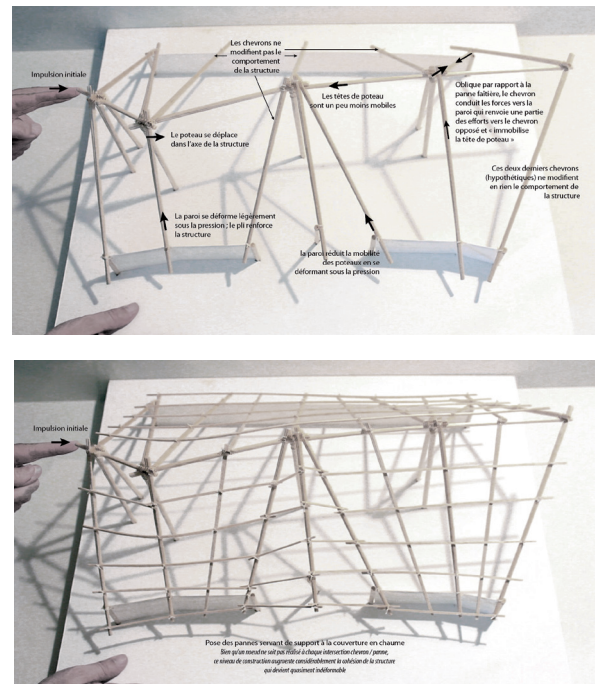 Les chevrons ne
modifient pas le
comportement
de la structure
Impulsion initiale
Les têtes de poteau
sont un peu moins mobiles
Oblique par rapport à la
panne faîtière, le chevron
conduit les forces vers la
paroi qui renvoie une partie
des efforts vers le chevron
opposé et « immobilise
la tête de poteau »
Le poteau se déplace
dans l'axe de la structure
Ces deux derniers chevrons
(hypothétiques) ne modifient
en rien le comportement de
la structure
La paroi se déforme légèrement
sous la pression ; le pli renforce
la structure
la paroi réduit la mobilité
des poteaux en se
déformant sous la pression
Impulsion initiale
Pose des pannes servant de support à la couverture en chaume
Bien qu'un noeud ne soit pas réalisé à chaque intersection chevron / panne,
ce niveau de construction augmente considérablement la cohésion de la structure
qui devient quasiment indéformable